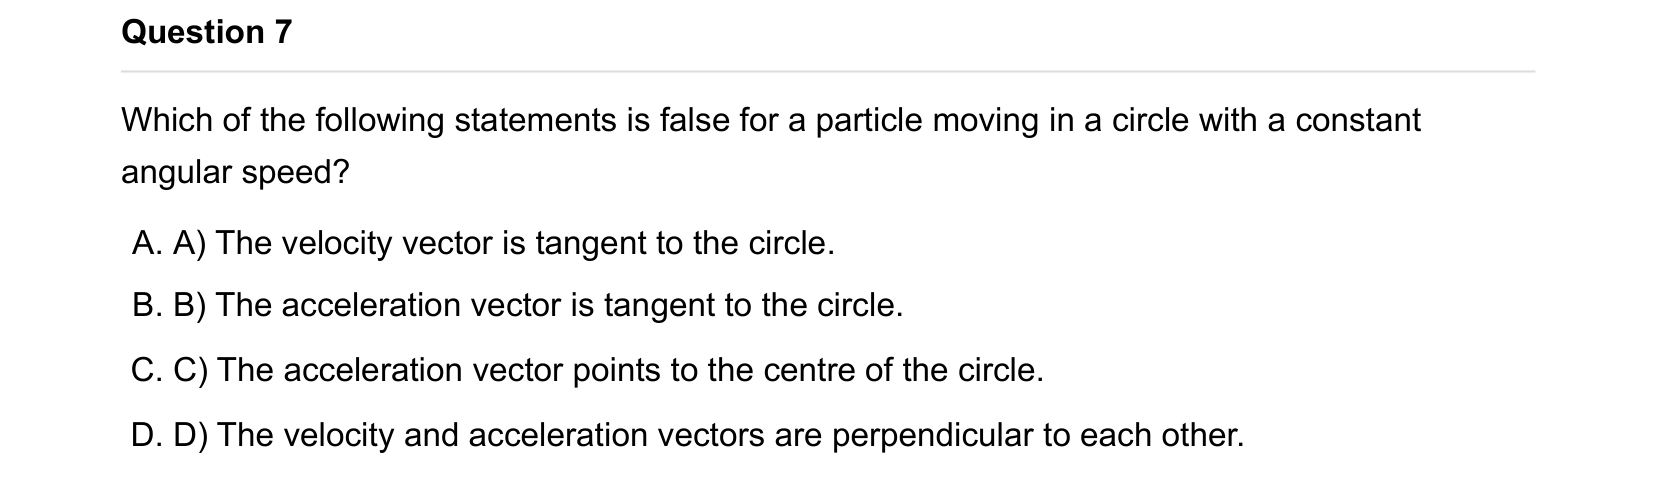 Question 7
Which of the following statements is false for a particle moving in a circle with a constant
angular speed?
A. A) The velocity vector is tangent to the circle.
B. B) The acceleration vector is tangent to the circle.
C. C) The acceleration vector points to the centre of the circle.
D. D) The velocity and acceleration vectors are perpendicular to each other.